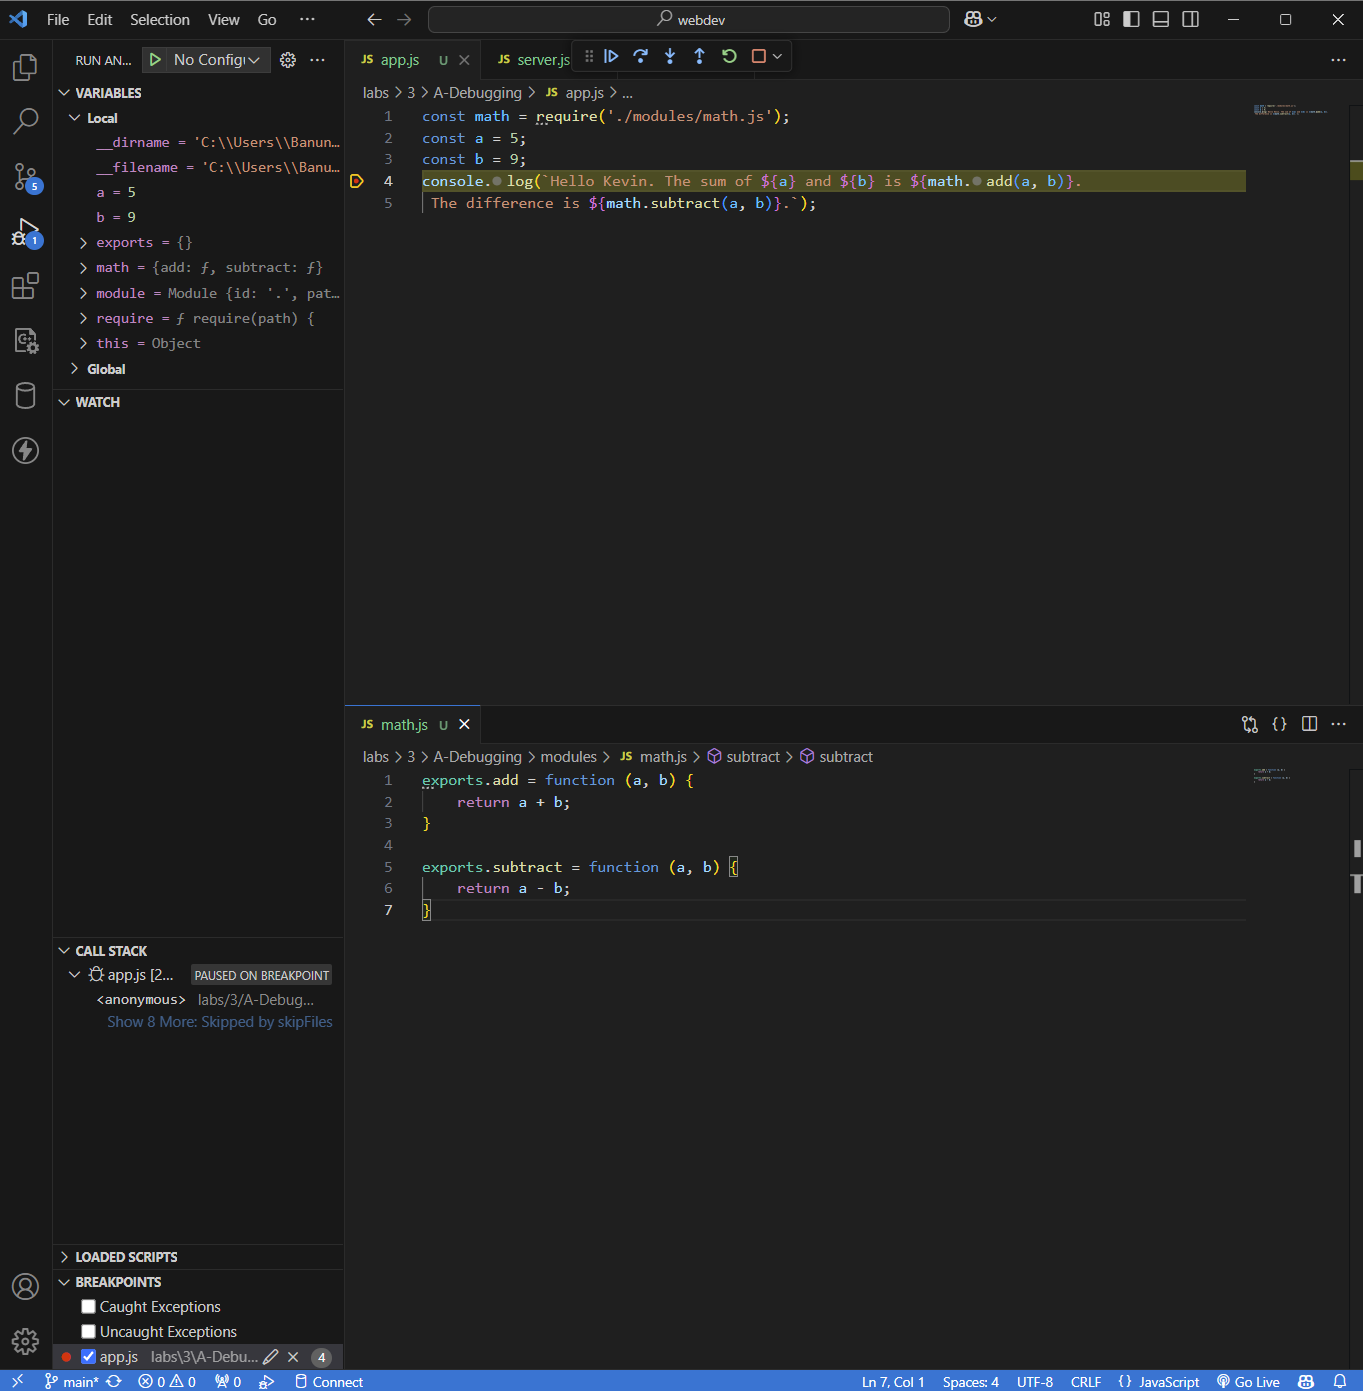 File Edit Selection View Go ··· webdev
RUN AN... No Config ···
VARIABLES
Local
__dirname = 'C:\\Users\\Banun...
__filename = 'C:\\Users\\Banu...
a = 5
b = 9
exports = {}
math = {add: ƒ, subtract: ƒ}
module = Module {id: '.', pat...
require = ƒ require(path) {
this = Object
Global
WATCH
CALL STACK
app.js [2... PAUSED ON BREAKPOINT
<anonymous> labs/3/A-Debug...
Show 8 More: Skipped by skipFiles
LOADED SCRIPTS
BREAKPOINTS
Caught Exceptions
Uncaught Exceptions
app.js labs\3\A-Debu... 4
5
1
JS app.js U JS server.js
labs > 3 > A-Debugging > JS app.js > ...
1 const math = require('./modules/math.js');
2 const a = 5;
3 const b = 9;
4 console.log(`Hello Kevin. The sum of ${a} and ${b} is ${math.add(a, b)}.
5 The difference is ${math.subtract(a, b)}.`);
JS math.js U
labs > 3 > A-Debugging > modules > JS math.js > subtract > subtract
1 exports.add = function (a, b) {
2 return a + b;
3 }
4
5 exports.subtract = function (a, b) {
6 return a - b;
7 }
main* 0 0 0 Connect Ln 7, Col 1 Spaces: 4 UTF-8 CRLF {} JavaScript Go Live